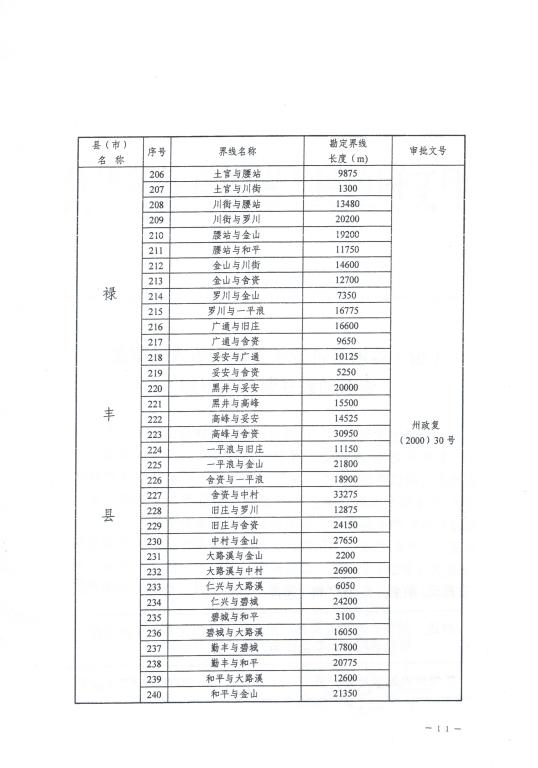 县（市） 名 称 序号 界线名称 勘定界线 长度（m） 审批文号
禄丰县
州政复 （2000）30 号
206 土官与腰站 9875
207 土官与川街 1300
208 川街与腰站 13480
209 川街与罗川 20200
210 腰站与金山 19200
211 腰站与和平 11750
212 金山与川街 14600
213 金山与舍资 12700
214 罗川与金山 7350
215 罗川与一平浪 16775
216 广通与旧庄 16600
217 广通与舍资 9650
218 妥安与广通 10125
219 妥安与舍资 5250
220 黑井与妥安 20000
221 黑井与高峰 15500
222 高峰与妥安 14525
223 高峰与舍资 30950
224 一平浪与旧庄 11150
225 一平浪与金山 21800
226 舍资与一平浪 18900
227 舍资与中村 33275
228 旧庄与罗川 12875
229 旧庄与舍资 24150
230 中村与金山 27650
231 大路溪与金山 2200
232 大路溪与中村 26900
233 仁兴与大路溪 6050
234 仁兴与碧城 24200
235 碧城与和平 3100
236 碧城与大路溪 16050
237 勤丰与碧城 17800
238 勤丰与和平 20775
239 和平与大路溪 12600
240 和平与金山 21350
－11－